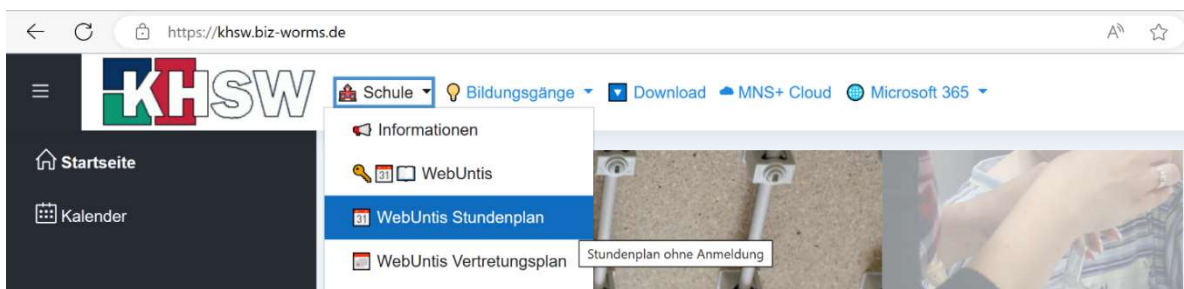 https://khsw.biz-worms.de
KHSW
Schule
Bildungsgänge
Download
MNS+ Cloud
Microsoft 365
Informationen
Startseite
WebUntis
Kalender
WebUntis Stundenplan
Stundenplan ohne Anmeldung
WebUntis Vertretungsplan